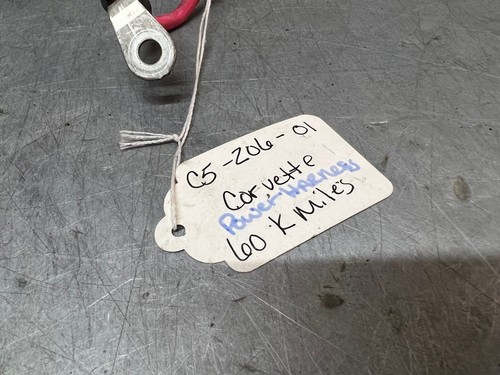 C5-Z06-01
Corvette
Power Harness
60 K Miles